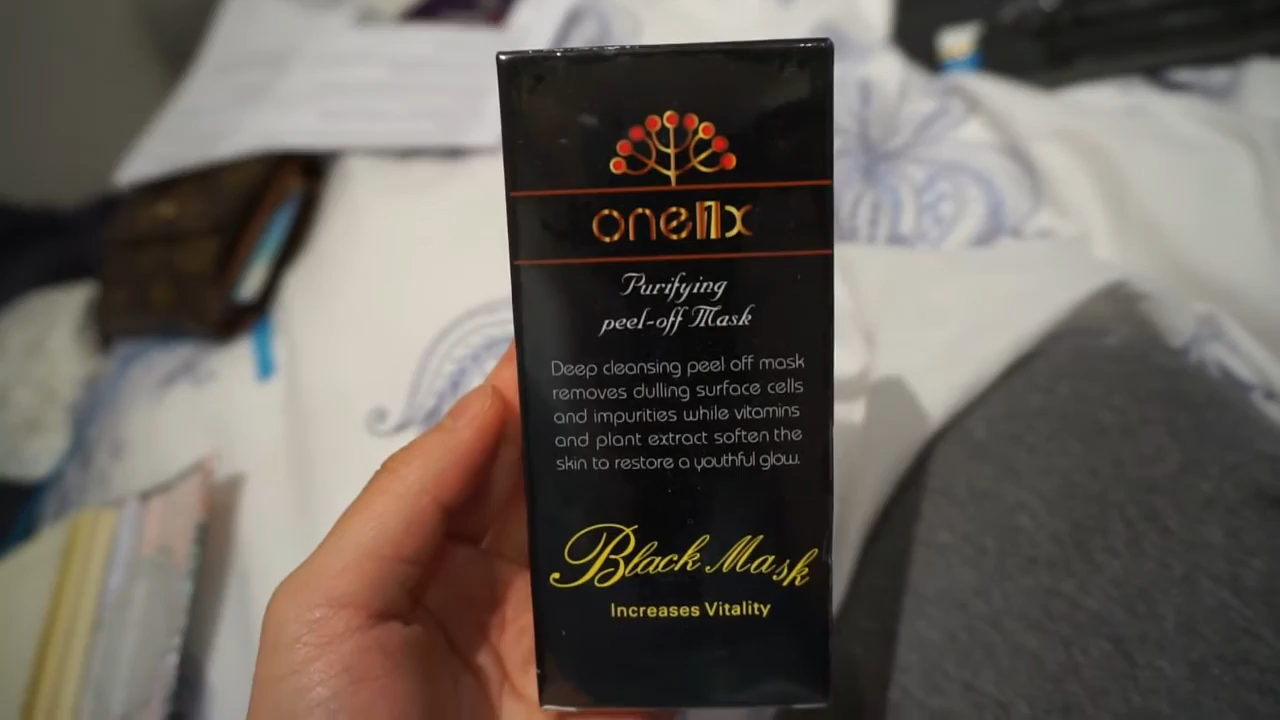 one1x
Purifying
peel-off Mask
Deep cleansing peel off mask
removes dulling surface cells
and impurities while vitamins
and plant extract soften the
skin to restore a youthful glow.
Black Mask
Increases Vitality